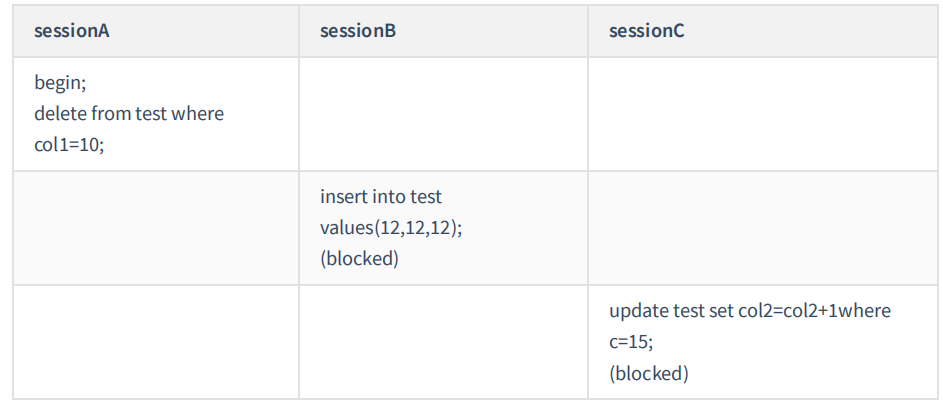 sessionA
sessionB
sessionC
begin;
delete from test where
col1=10;
insert into test
values(12,12,12);
(blocked)
update test set col2=col2+1where
c=15;
(blocked)